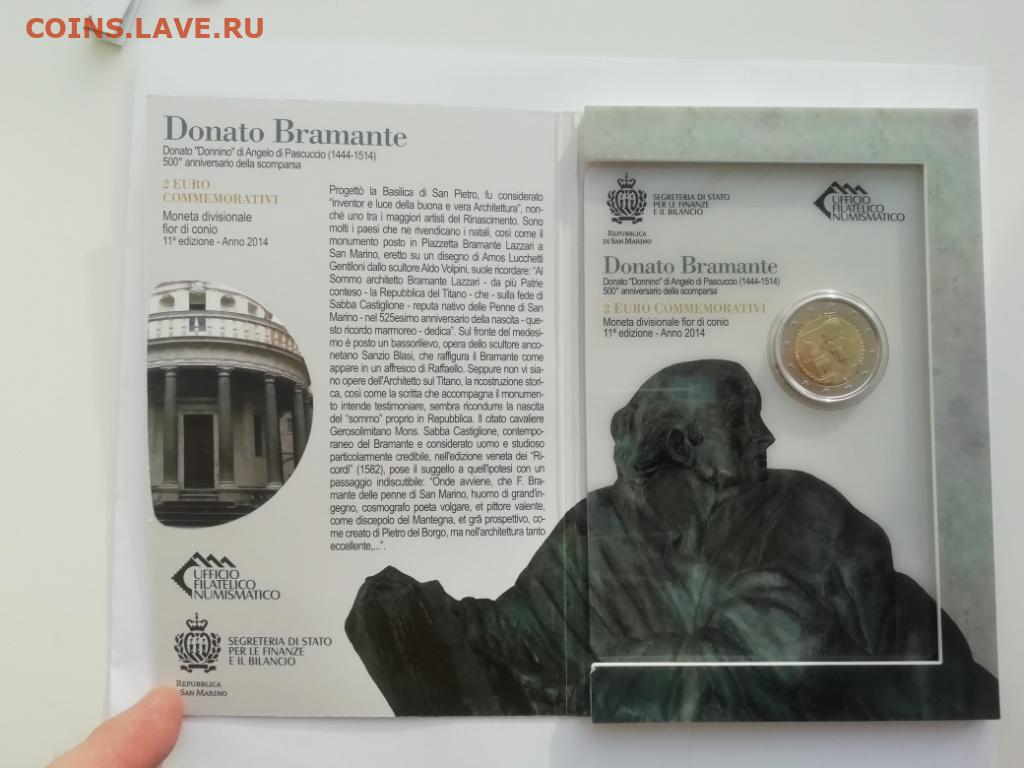 COINS.LAVE.RU
Donato Bramante
Donato "Donnino" di Angelo di Pascuccio (1444-1514)
500° anniversario della scomparsa
2 EURO
COMMEMORATIVI
Moneta divisionale
fior di conio
11ª edizione - Anno 2014
Progettò la Basilica di San Pietro, fu considerato
“inventor e luce della buona e vera Architettura”, non-
ché uno tra i maggiori artisti del Rinascimento. Sono
molti i paesi che ne rivendicano i natali, così come il
monumento posto in Piazzetta Bramante Lazzari a
San Marino, eretto su un disegno di Amos Lucchetti
Gentiloni dallo scultore Aldo Volpini, suole ricordare: “Al
Sommo architetto Bramante Lazzari - da più Patrie
conteso - la Repubblica del Titano - che - sulla fede di
Sabba Castiglione - reputa nativo delle Penne di San
Marino - nel 525esimo anniversario della nascita - que-
sto ricordo marmoreo - dedica”. Sul fronte del medesi-
mo è posto un bassorilievo, opera dello scultore anco-
netano Sanzio Blasi, che raffigura il Bramante come
appare in un affresco di Raffaello. Seppure non vi sia-
no opere dell'Architetto sul Titano, la ricostruzione stori-
ca, così come la scritta che accompagna il monumen-
to intende testimoniare, sembra ricondurre la nascita
del “sommo” proprio in Repubblica. Il citato cavaliere
Gerosolimitano Mons. Sabba Castiglione, contempo-
raneo del Bramante e considerato uomo e studioso
particolarmente credibile, nell'edizione veneta dei “Ri-
cordi” (1582), pose il suggello a quell'ipotesi con un
passaggio indiscutibile: “Onde avviene, che F. Bra-
mante delle penne di San Marino, huomo di grand'in-
gegno, cosmografo poeta volgare, et pittore valente,
come discepolo del Mantegna, et grã prospettivo, co-
me creato di Pietro del Borgo, ma nell'architettura tanto
eccellente,...”.
UFFICIO
FILATELICO
NUMISMATICO
SEGRETERIA DI STATO
PER LE FINANZE
E IL BILANCIO
REPUBBLICA
DI SAN MARINO
SEGRETERIA DI STATO
PER LE FINANZE
E IL BILANCIO
REPUBBLICA
DI SAN MARINO
UFFICIO
FILATELICO
NUMISMATICO
Donato Bramante
Donato "Donnino" di Angelo di Pascuccio (1444-1514)
500° anniversario della scomparsa
2 EURO COMMEMORATIVI
Moneta divisionale fior di conio
11ª edizione - Anno 2014